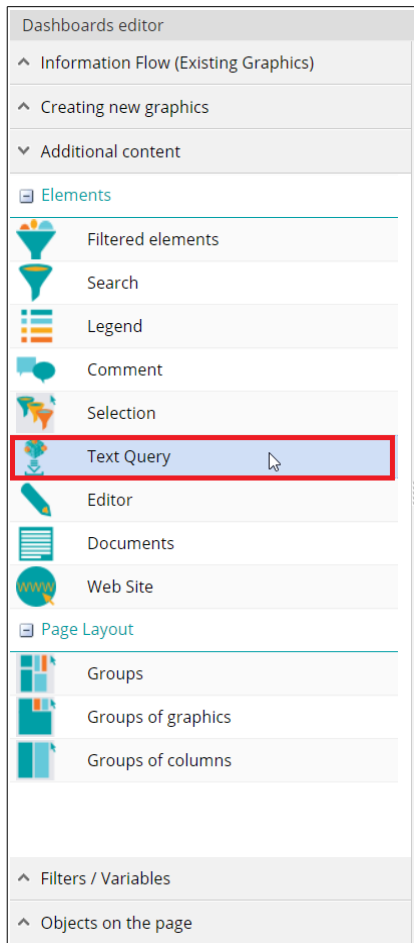 Dashboards editor
Information Flow (Existing Graphics)
Creating new graphics
Additional content
Elements
Filtered elements
Search
Legend
Comment
Selection
Text Query
Editor
Documents
www
Web Site
Page Layout
Groups
Groups of graphics
Groups of columns
Filters / Variables
Objects on the page